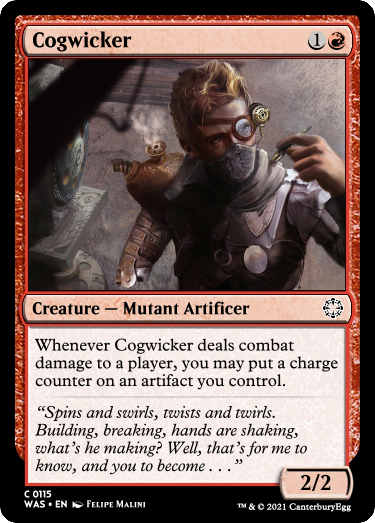 Cogwicker 1
Creature — Mutant Artificer
Whenever Cogwicker deals combat
damage to a player, you may put a charge
counter on an artifact you control.
“Spins and swirls, twists and twirls.
Building, breaking, hands are shaking,
what's he making? Well, that's for me to
know, and you to become . . .”
2/2
C 0115
WAS • EN Felipe Malini
™ & © 2021 CanterburyEgg